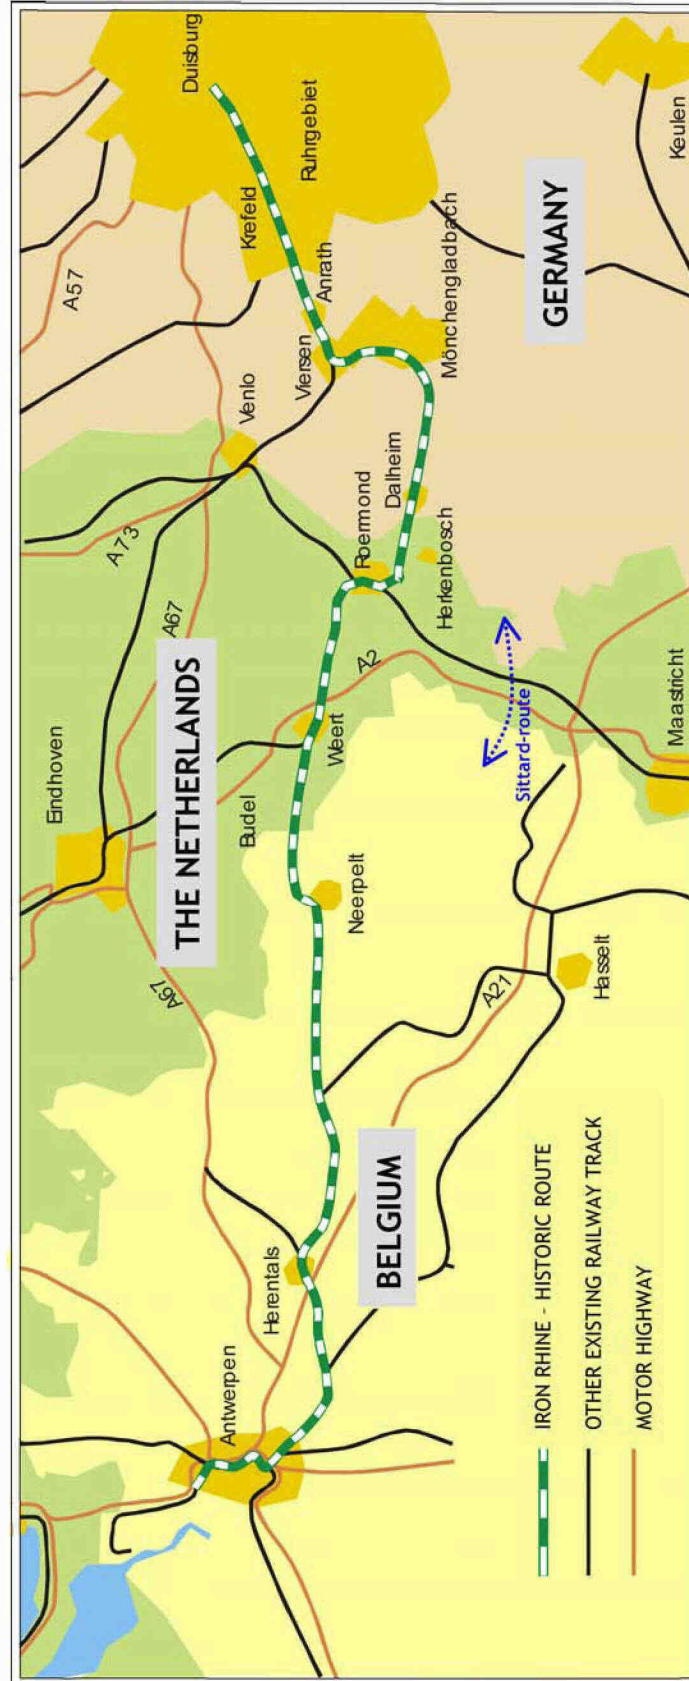 Eindhoven
A57
A73
A67
A67
THE NETHERLANDS
Duisburg
Antwerpen
Budel
Venlo
Krefeld
Herentals
Viersen
Ruhrgebiet
Anrath
Weert
Neerpelt
Roermond
A2
BELGIUM
Dalheim
Herkenbosch
Mönchengladbach
A21
Sittard-route
GERMANY
Hasselt
Maastricht
Keulen
IRON RHINE - HISTORIC ROUTE
OTHER EXISTING RAILWAY TRACK
MOTOR HIGHWAY